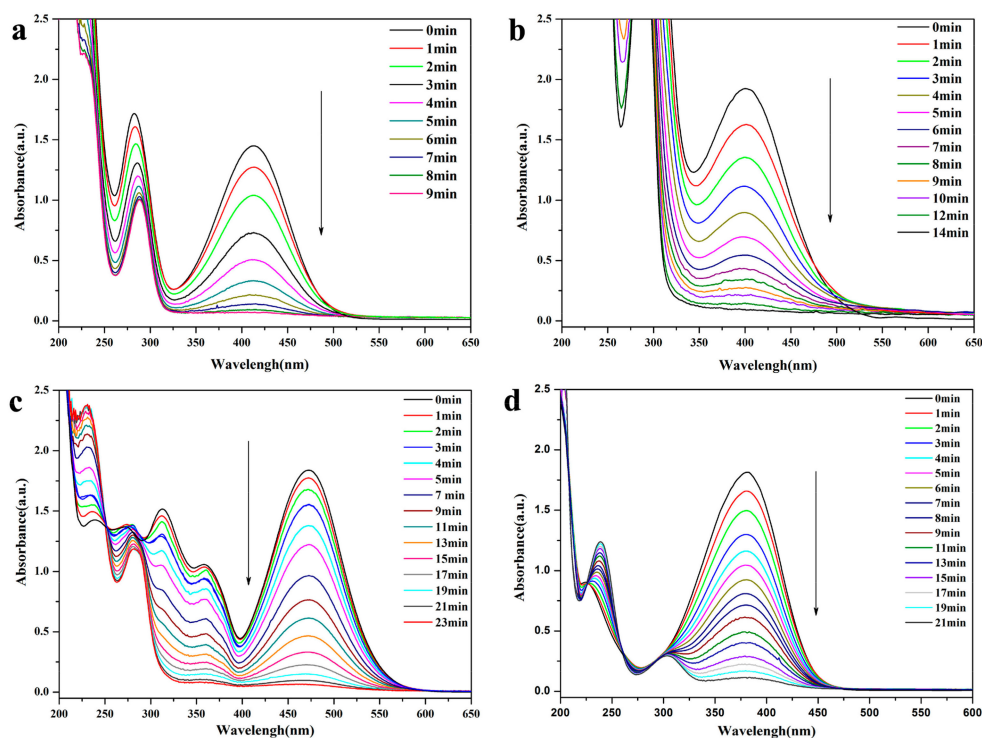 a
2.5
2.0
1.5
1.0
0.5
0.0
Absorbance(a.u.)
200 250 300 350 400 450 500 550 600 650
Wavelengh(nm)
0min
1min
2min
3min
4min
5min
6min
7min
8min
9min
b
2.5
2.0
1.5
1.0
0.5
0.0
Absorbance(a.u.)
250 300 350 400 450 500 550 600 650
Wavelengh(nm)
0min
1min
2min
3min
4min
5min
6min
7min
8min
9min
10min
12min
14min
c
2.5
2.0
1.5
1.0
0.5
0.0
Absorbance(a.u.)
200 250 300 350 400 450 500 550 600 650
Wavelengh(nm)
0min
1min
2min
3min
4min
5min
7 min
9min
11min
13min
15min
17min
19min
21min
23min
d
2.5
2.0
1.5
1.0
0.5
0.0
Absorbance(a.u.)
200 250 300 350 400 450 500 550 600
Wavelengh(nm)
0min
1min
2min
3min
4min
5min
6min
7min
8min
9min
11min
13min
15min
17min
19min
21min